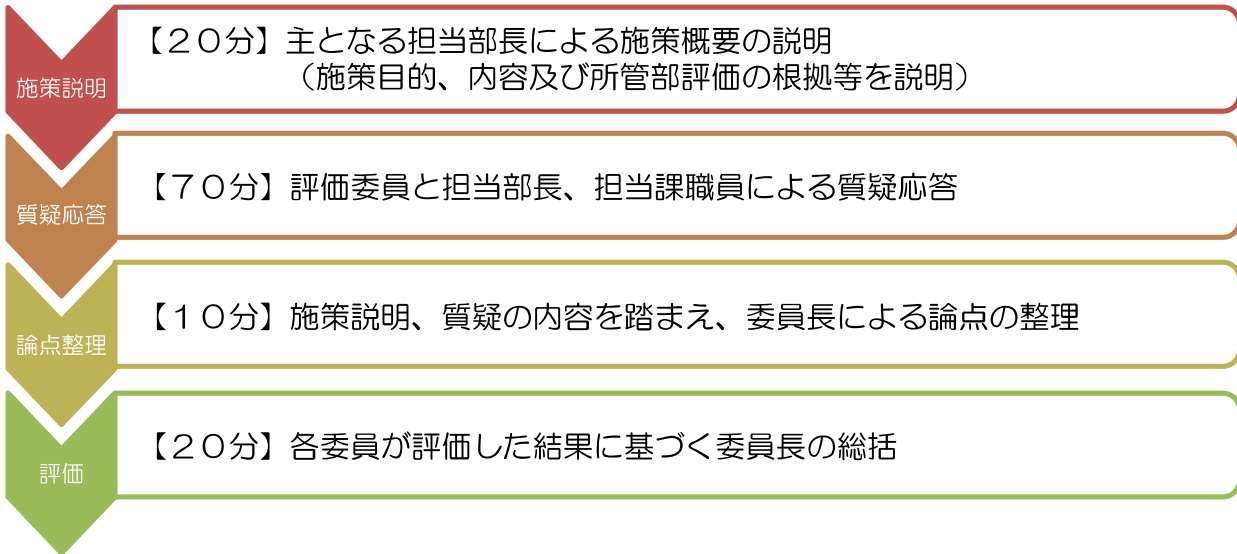 施策説明
【２０分】主となる担当部長による施策概要の説明
（施策目的、内容及び所管部評価の根拠等を説明）
質疑応答
【７０分】評価委員と担当部長、担当課職員による質疑応答
論点整理
【１０分】施策説明、質疑の内容を踏まえ、委員長による論点の整理
評価
【２０分】各委員が評価した結果に基づく委員長の総括